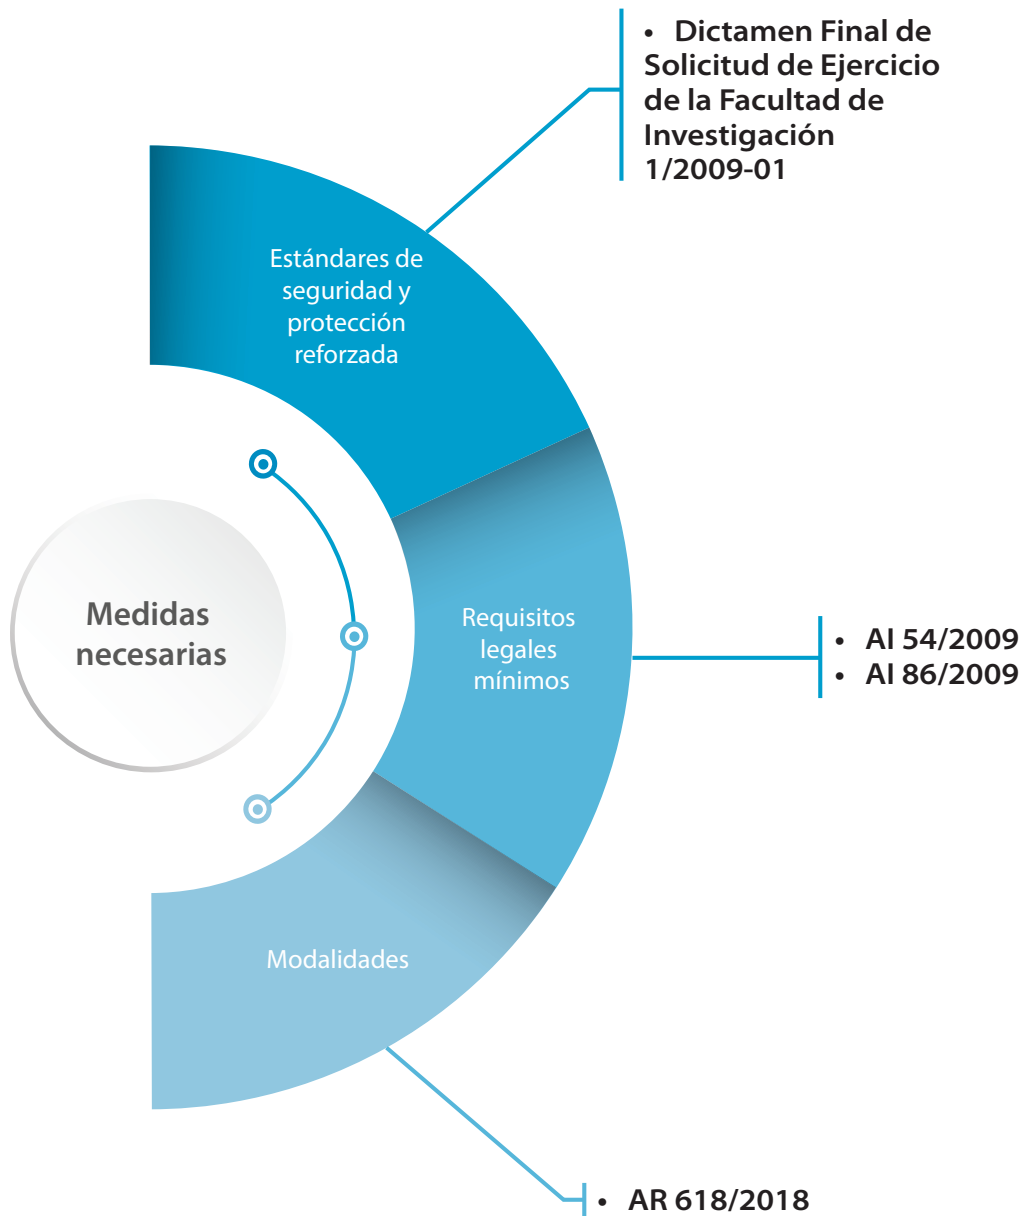 • Dictamen Final de
Solicitud de Ejercicio
de la Facultad de
Investigación
1/2009-01
Estándares de
seguridad y
protección
reforzada
Medidas
necesarias
Requisitos
legales
mínimos
• AI 54/2009
• AI 86/2009
Modalidades
• AR 618/2018